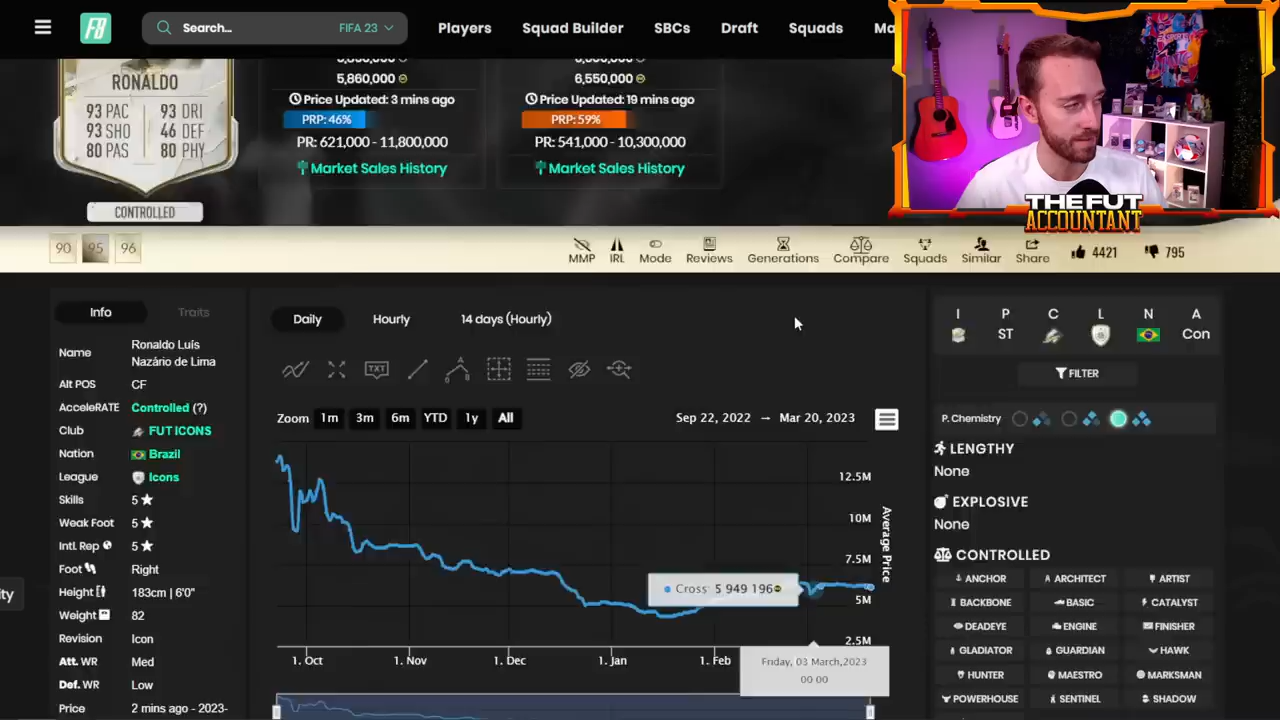 F8
Search...
FIFA 23
Players
Squad Builder
SBCs
Draft
Squads
Ma
THE FUT
ACCOUNTANT
RONALDO
93 PAC 93 DRI
93 SHO 46 DEF
80 PAS 80 PHY
CONTROLLED
5,860,000
Price Updated: 3 mins ago
PRP: 46%
PR: 621,000 - 11,800,000
Market Sales History
6,550,000
Price Updated: 19 mins ago
PRP: 59%
PR: 541,000 - 10,300,000
Market Sales History
90 95 96
MMP
IRL
Mode
Reviews
Generations
Compare
Squads
Similar
Share
4421
795
Info
Traits
Name Ronaldo Luís
Nazário de Lima
Alt POS CF
AcceleRATE Controlled (?)
Club FUT ICONS
Nation Brazil
League Icons
Skills 5
Weak Foot 5
Intl. Rep 5
Foot Right
Height 183cm | 6'0"
Weight 82
Revision Icon
Att. WR Med
Def. WR Low
Price 2 mins ago - 2023-
ity
Daily
Hourly
14 days (Hourly)
TXT
Zoom 1m 3m 6m YTD 1y All
Sep 22, 2022 → Mar 20, 2023
12.5M
10M
7.5M
5M
2.5M
Average Price
Cross: 5 949 196
1. Oct
1. Nov
1. Dec
1. Jan
1. Feb
Friday, 03 March,2023
00 00
I P C L N A
ST
Con
FILTER
P. Chemistry
LENGTHY
None
EXPLOSIVE
None
CONTROLLED
ANCHOR ARCHITECT ARTIST
BACKBONE BASIC CATALYST
DEADEYE ENGINE FINISHER
GLADIATOR GUARDIAN HAWK
HUNTER MAESTRO MARKSMAN
POWERHOUSE SENTINEL SHADOW